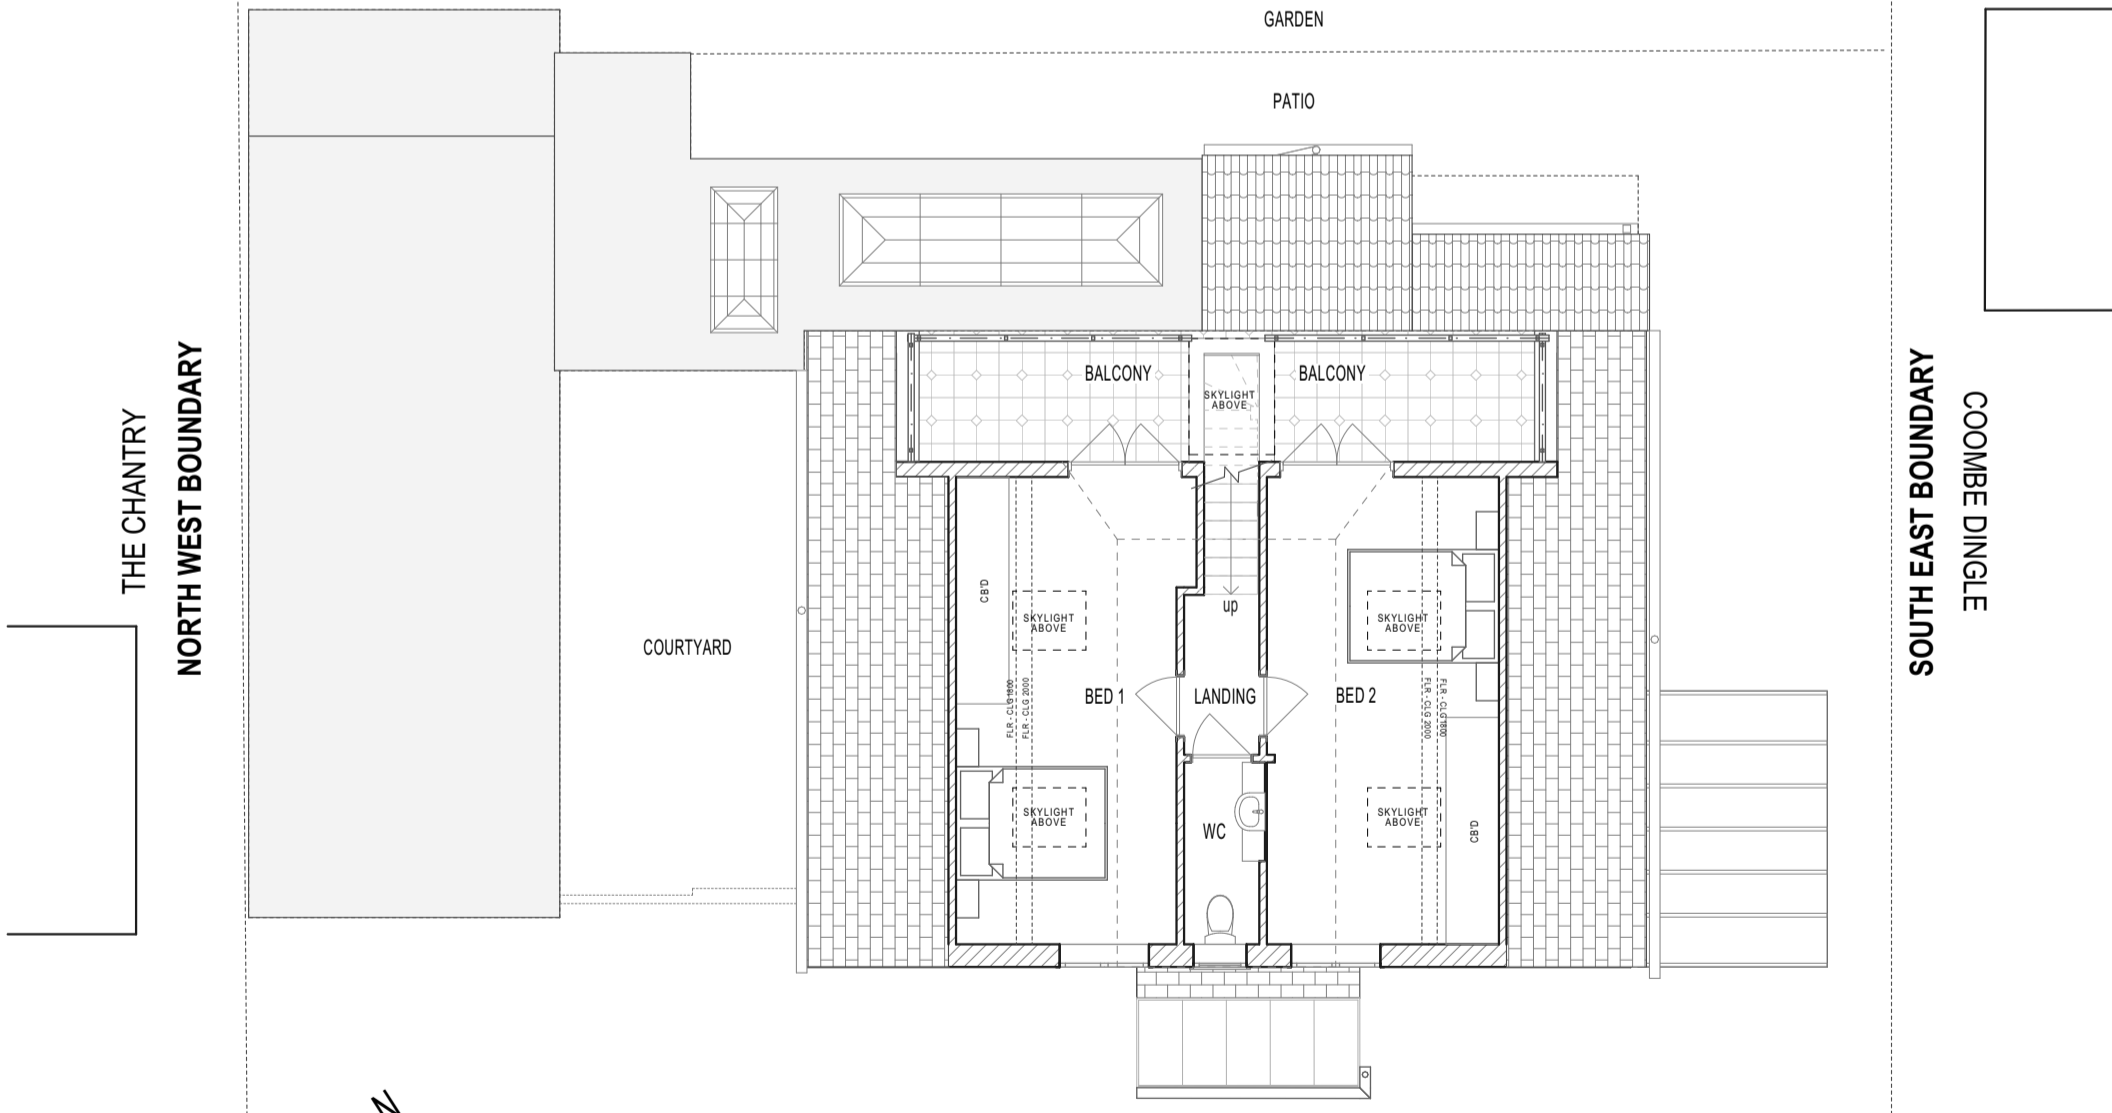 GARDEN
PATIO
THE CHANTRY
NORTH WEST BOUNDARY
SOUTH EAST BOUNDARY
COOMBE DINGLE
BALCONY
BALCONY
SKYLIGHT
ABOVE
CB'D
SKYLIGHT
ABOVE
up
SKYLIGHT
ABOVE
COURTYARD
BED 1
LANDING
BED 2
FLR - CLG 1800
FLR - CLG 2000
FLR - CLG 2000
FLR - CLG 1800
SKYLIGHT
ABOVE
WC
SKYLIGHT
ABOVE
CB'D
N